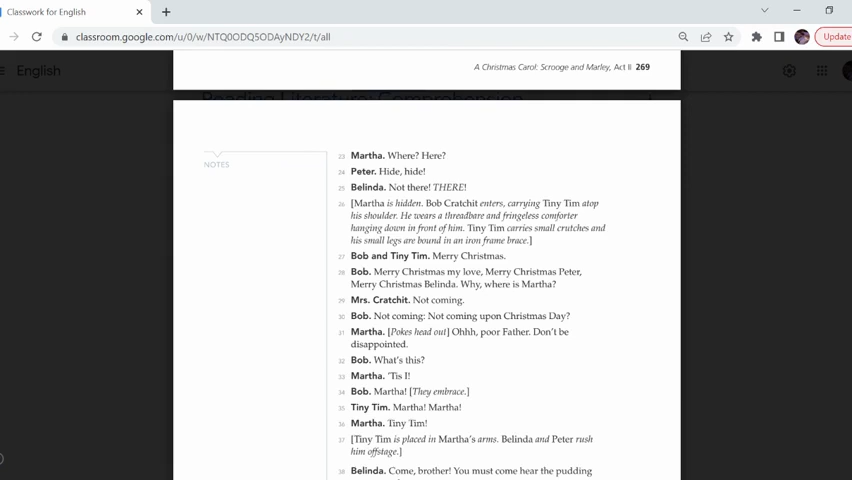 Classwork for English
classroom.google.com/u/0/w/NTQ0ODQ5ODAyNDY2/t/all
Update
English
A Christmas Carol: Scrooge and Marley, Act II 269
Reading Literature: Comprehension
NOTES
23 Martha. Where? Here?
24 Peter. Hide, hide!
25 Belinda. Not there! THERE!
26 [Martha is hidden. Bob Cratchit enters, carrying Tiny Tim atop
his shoulder. He wears a threadbare and fringeless comforter
hanging down in front of him. Tiny Tim carries small crutches and
his small legs are bound in an iron frame brace.]
27 Bob and Tiny Tim. Merry Christmas.
28 Bob. Merry Christmas my love, Merry Christmas Peter,
Merry Christmas Belinda. Why, where is Martha?
29 Mrs. Cratchit. Not coming.
30 Bob. Not coming: Not coming upon Christmas Day?
31 Martha. [Pokes head out] Ohhh, poor Father. Don't be
disappointed.
32 Bob. What's this?
33 Martha. 'Tis I!
34 Bob. Martha! [They embrace.]
35 Tiny Tim. Martha! Martha!
36 Martha. Tiny Tim!
37 [Tiny Tim is placed in Martha's arms. Belinda and Peter rush
him offstage.]
38 Belinda. Come, brother! You must come hear the pudding